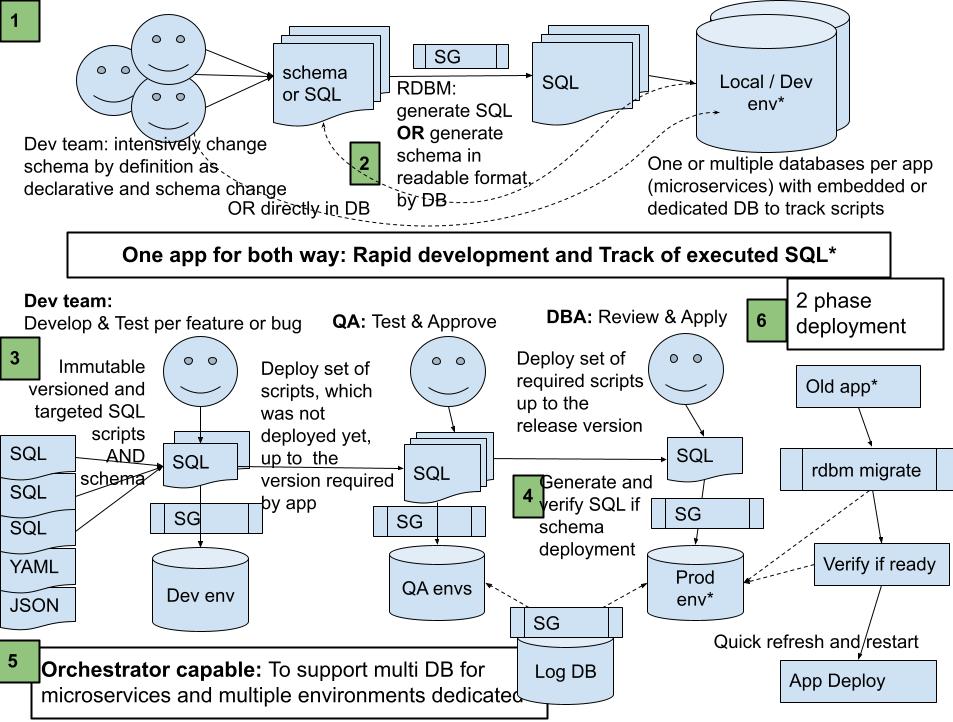 1
schema
or SQL
SG
RDBM:
generate SQL
OR generate
schema in
readable format,
by DB
SQL
Local / Dev
env*
Dev team: intensively change
schema by definition as
declarative and schema change
OR directly in DB
2
One or multiple databases per app
(microservices) with embedded or
dedicated DB to track scripts
One app for both way: Rapid development and Track of executed SQL*
Dev team:
Develop & Test per feature or bug
QA: Test & Approve
DBA: Review & Apply
6
2 phase
deployment
3
Immutable
versioned and
targeted SQL
scripts
AND
schema
SQL
SQL
SQL
YAML
JSON
SQL
SG
Dev env
Deploy set of
scripts, which
was not
deployed yet,
up to the
version required
by app
SQL
SG
QA envs
Deploy set of
required scripts
up to the
release version
4
Generate and
verify SQL if
schema
deployment
SQL
SG
Prod
env*
Old app*
rdbm migrate
Verify if ready
Quick refresh and restart
App Deploy
5
Orchestrator capable: To support multi DB for
microservices and multiple environments dedicated
SG
Log DB